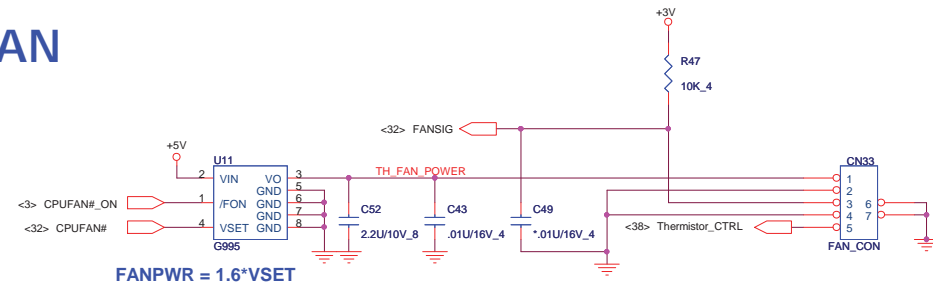 AN
+3V
R47
10K_4
<32> FANSIG
+5V
U11
TH_FAN_POWER
CN33
2 VIN VO 3
GND 5
<3> CPUFAN#_ON 1 /FON GND 6
GND 7
<32> CPUFAN# 4 VSET GND 8
G995
C52
2.2U/10V_8
C43
.01U/16V_4
C49
*.01U/16V_4
<38> Thermistor_CTRL
1
2
3 6
4 7
5
FAN_CON
FANPWR = 1.6*VSET